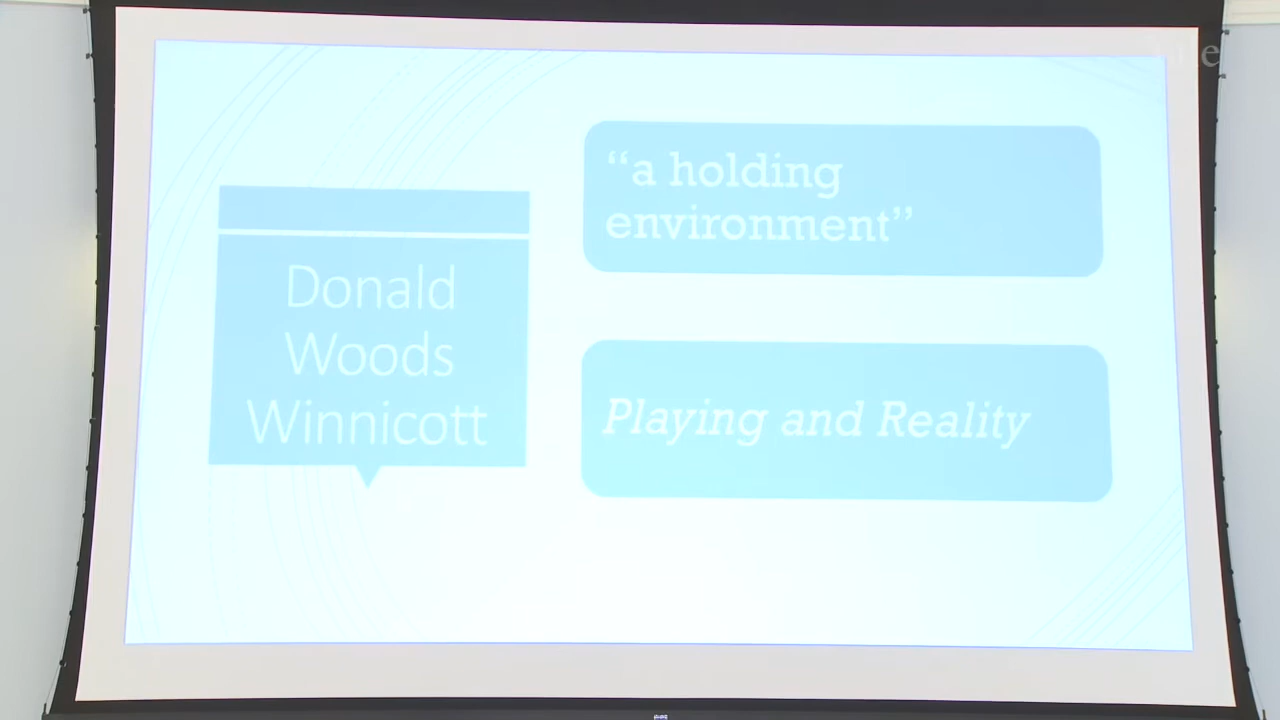 Donald
Woods
Winnicott
“a holding
environment”
Playing and Reality